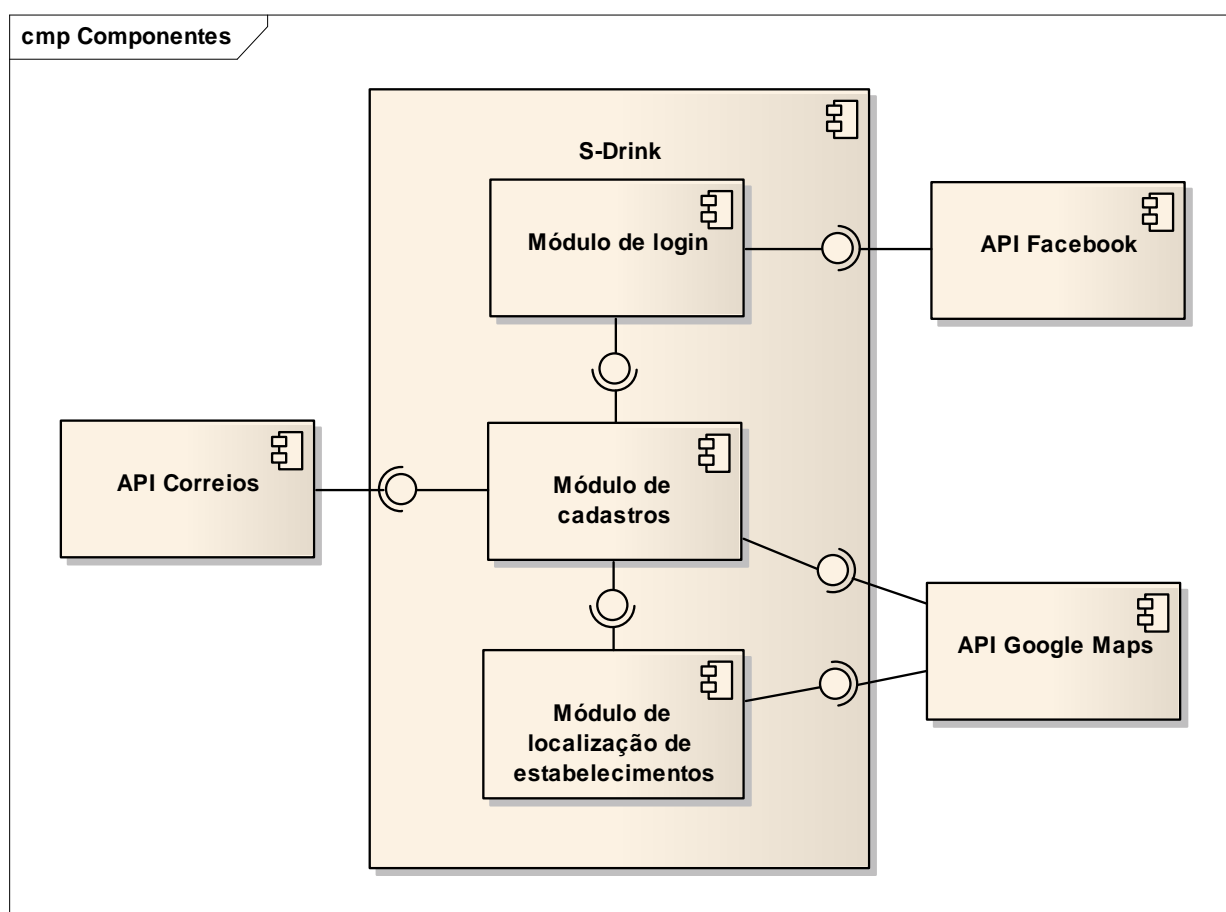 cmp Componentes
S-Drink
Módulo de login
API Facebook
API Correios
Módulo de
cadastros
API Google Maps
Módulo de
localização de
estabelecimentos